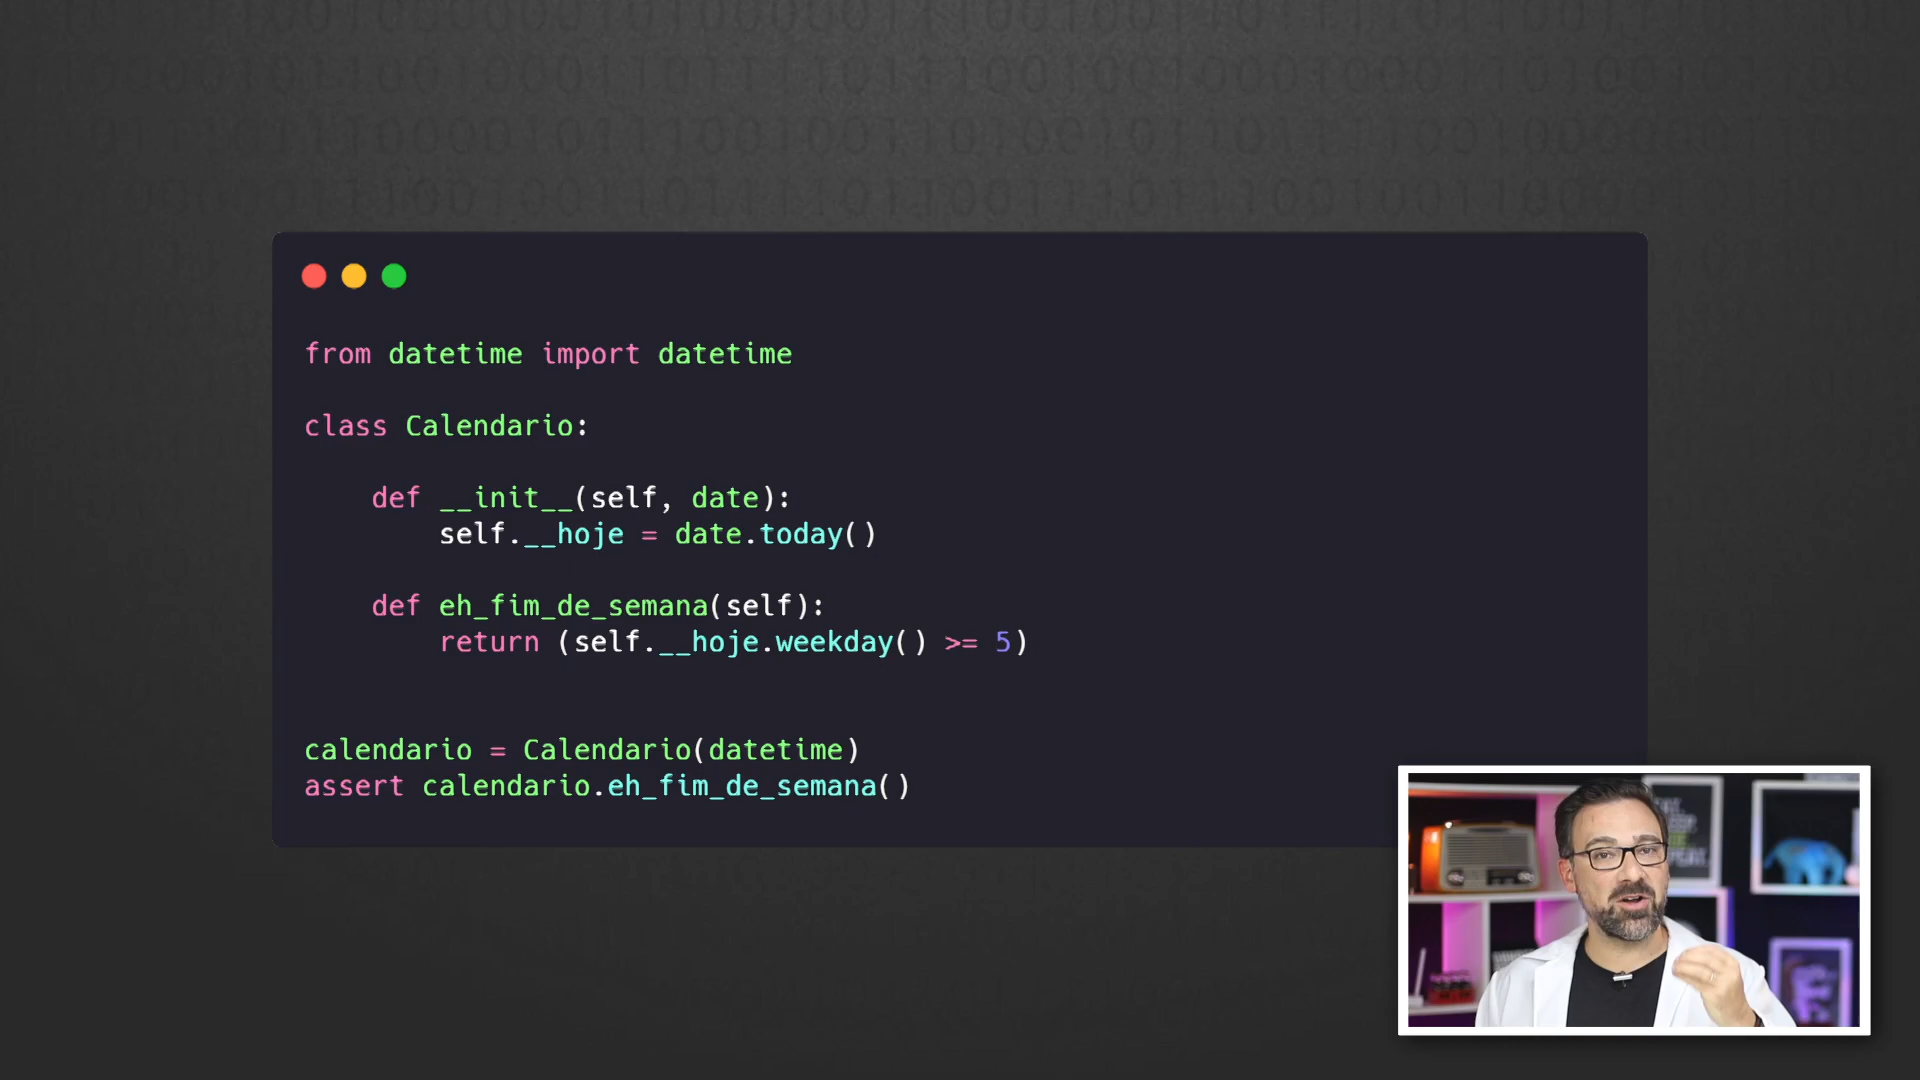 from datetime import datetime
class Calendario:
def __init__(self, date):
self.__hoje = date.today()
def eh_fim_de_semana(self):
return (self.__hoje.weekday() >= 5)
calendario = Calendario(datetime)
assert calendario.eh_fim_de_semana()